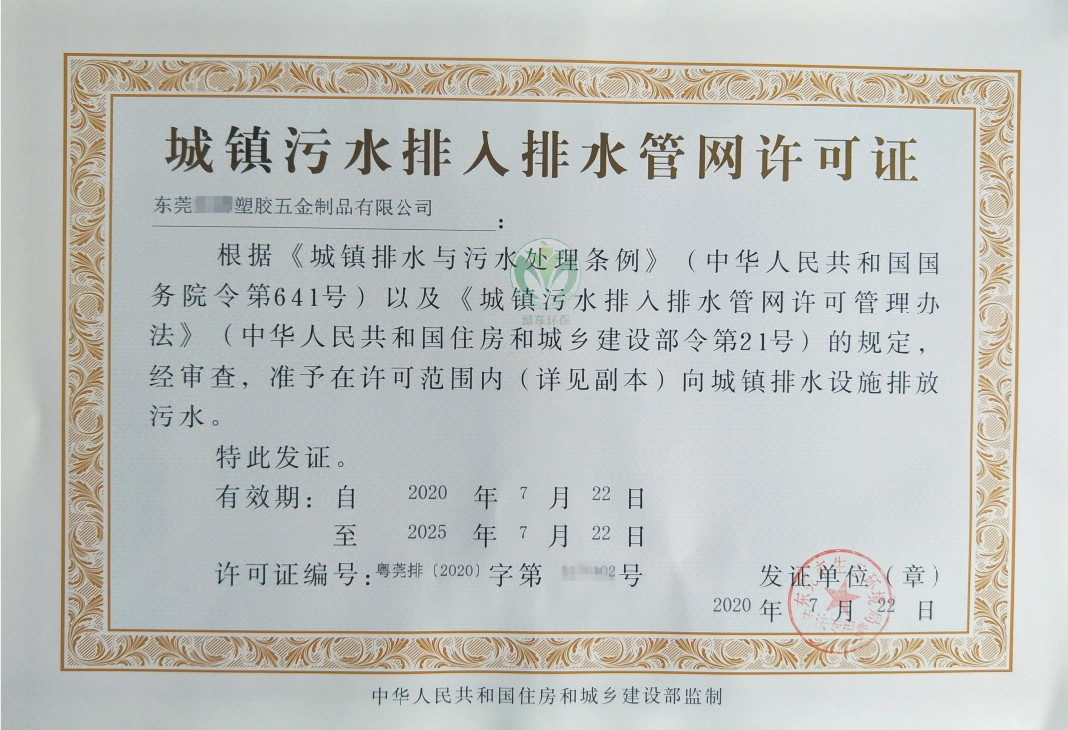 城镇污水排入排水管网许可证
东莞 塑胶五金制品有限公司：
根据《城镇排水与污水处理条例》（中华人民共和国国
务院令第641号）以及《城镇污水排入排水管网许可管理办
法》（中华人民共和国住房和城乡建设部令第21号）的规定，
经审查，准予在许可范围内（详见副本）向城镇排水设施排放
污水。
绿东环保
特此发证。
有效期：自 2020 年 7 月 22 日
至 2025 年 7 月 22 日
许可证编号：粤莞排〔2020〕字第 02号
发证单位（章）
2020 年 7 月 22 日
中华人民共和国住房和城乡建设部监制